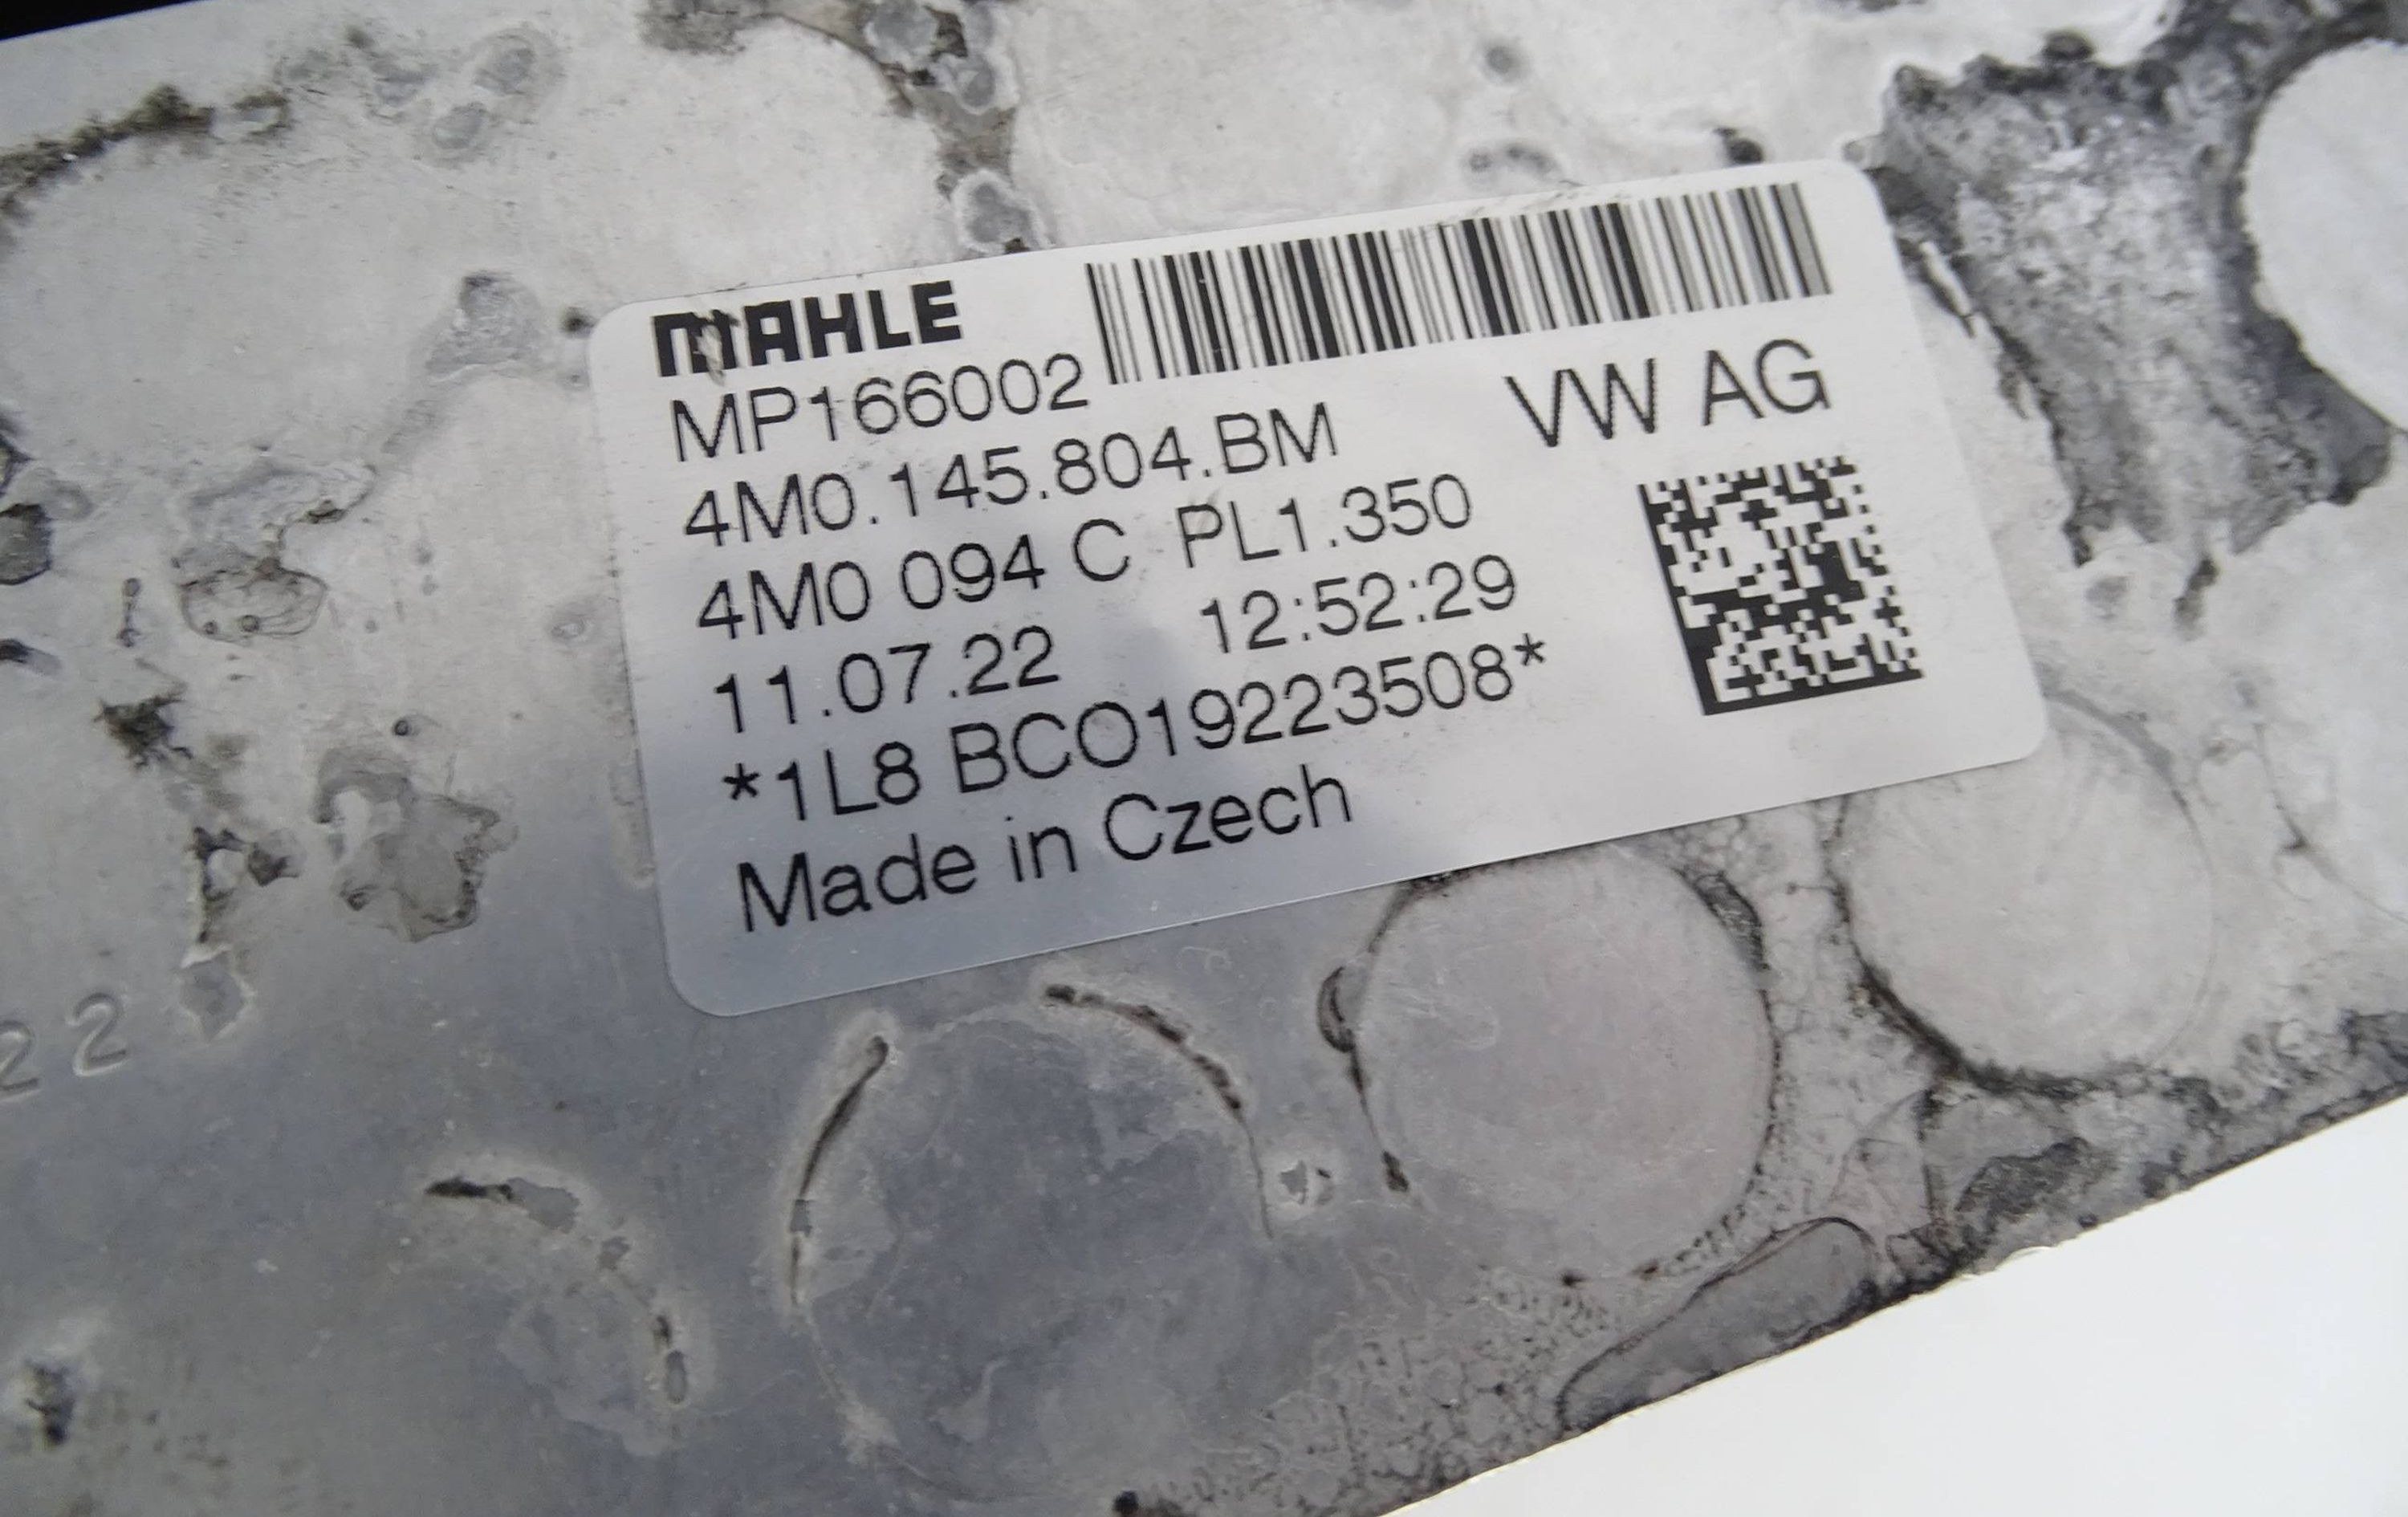 MAHLE
MP166002
VW AG
4M0.145.804.BM
4M0 094 C PL1.350
11.07.22 12:52:29
*1L8 BCO19223508*
Made in Czech
22